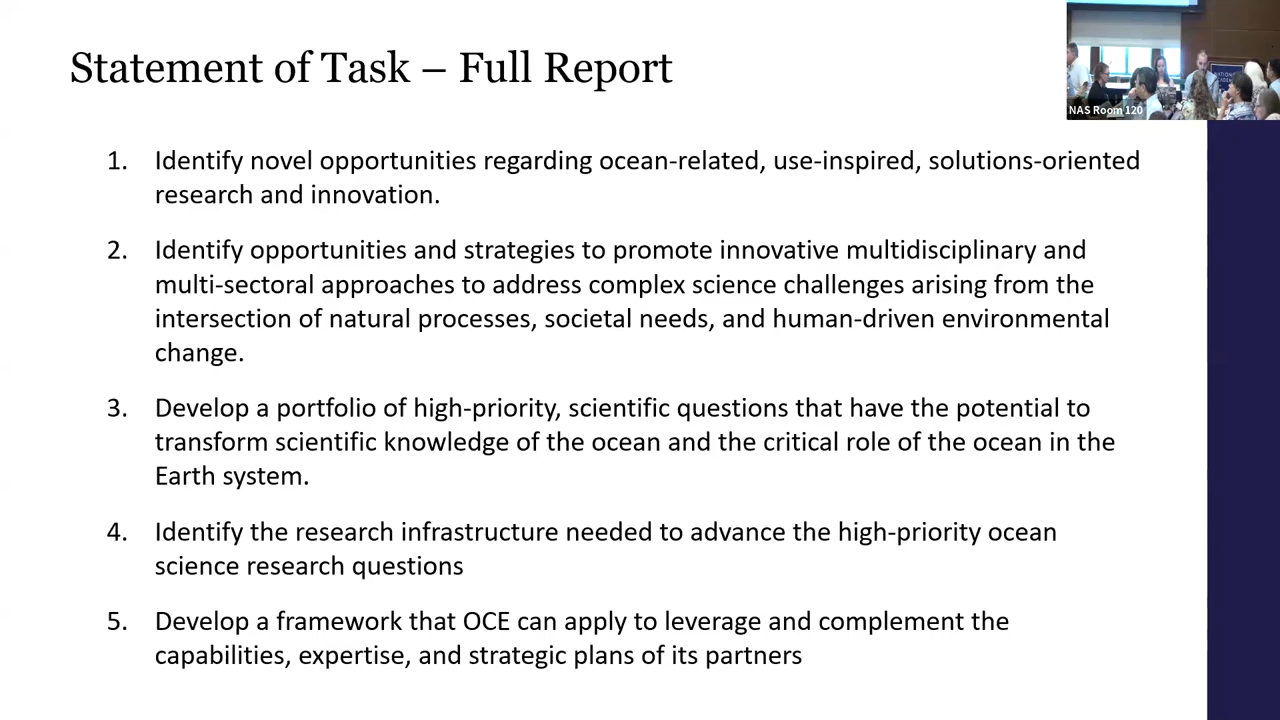 Statement of Task – Full Report
NAS Room 120
1. Identify novel opportunities regarding ocean-related, use-inspired, solutions-oriented
research and innovation.
2. Identify opportunities and strategies to promote innovative multidisciplinary and
multi-sectoral approaches to address complex science challenges arising from the
intersection of natural processes, societal needs, and human-driven environmental
change.
3. Develop a portfolio of high-priority, scientific questions that have the potential to
transform scientific knowledge of the ocean and the critical role of the ocean in the
Earth system.
4. Identify the research infrastructure needed to advance the high-priority ocean
science research questions
5. Develop a framework that OCE can apply to leverage and complement the
capabilities, expertise, and strategic plans of its partners